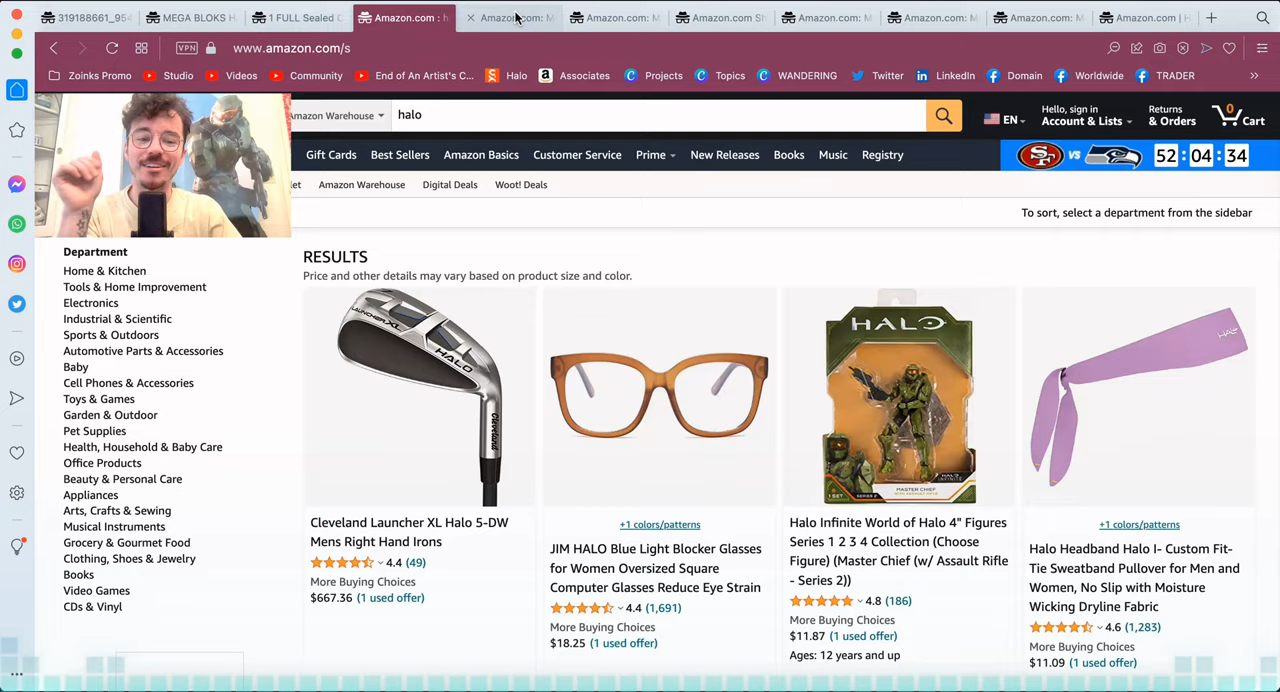 319188661_954
MEGA BLOKS H
1 FULL Sealed C
Amazon.com : h
Amazon.com: M
Amazon.com: M
Amazon.com Sh
Amazon.com: M
Amazon.com: M
Amazon.com: M
Amazon.com | H
VPN
www.amazon.com/s
Zoinks Promo
Studio
Videos
Community
End of An Artist's C...
Halo
Associates
Projects
Topics
WANDERING
Twitter
LinkedIn
Domain
Worldwide
TRADER
Amazon Warehouse
halo
EN
Hello, sign in
Account & Lists
Returns
& Orders
0
Cart
Gift Cards
Best Sellers
Amazon Basics
Customer Service
Prime
New Releases
Books
Music
Registry
VS
52:04:34
let
Amazon Warehouse
Digital Deals
Woot! Deals
To sort, select a department from the sidebar
Department
Home & Kitchen
Tools & Home Improvement
Electronics
Industrial & Scientific
Sports & Outdoors
Automotive Parts & Accessories
Baby
Cell Phones & Accessories
Toys & Games
Garden & Outdoor
Pet Supplies
Health, Household & Baby Care
Office Products
Beauty & Personal Care
Appliances
Arts, Crafts & Sewing
Musical Instruments
Grocery & Gourmet Food
Clothing, Shoes & Jewelry
Books
Video Games
CDs & Vinyl
RESULTS
Price and other details may vary based on product size and color.
LAUNCHER XL
HALO
Cleveland
Cleveland Launcher XL Halo 5-DW
Mens Right Hand Irons
4.4 (49)
More Buying Choices
$667.36 (1 used offer)
+1 colors/patterns
JIM HALO Blue Light Blocker Glasses
for Women Oversized Square
Computer Glasses Reduce Eye Strain
4.4 (1,691)
More Buying Choices
$18.25 (1 used offer)
HALO
MASTER CHIEF
HALO
INFINITE
Halo Infinite World of Halo 4" Figures
Series 1 2 3 4 Collection (Choose
Figure) (Master Chief (w/ Assault Rifle
- Series 2))
4.8 (186)
More Buying Choices
$11.87 (1 used offer)
Ages: 12 years and up
HALO
+1 colors/patterns
Halo Headband Halo I- Custom Fit-
Tie Sweatband Pullover for Men and
Women, No Slip with Moisture
Wicking Dryline Fabric
4.6 (1,283)
More Buying Choices
$11.09 (1 used offer)